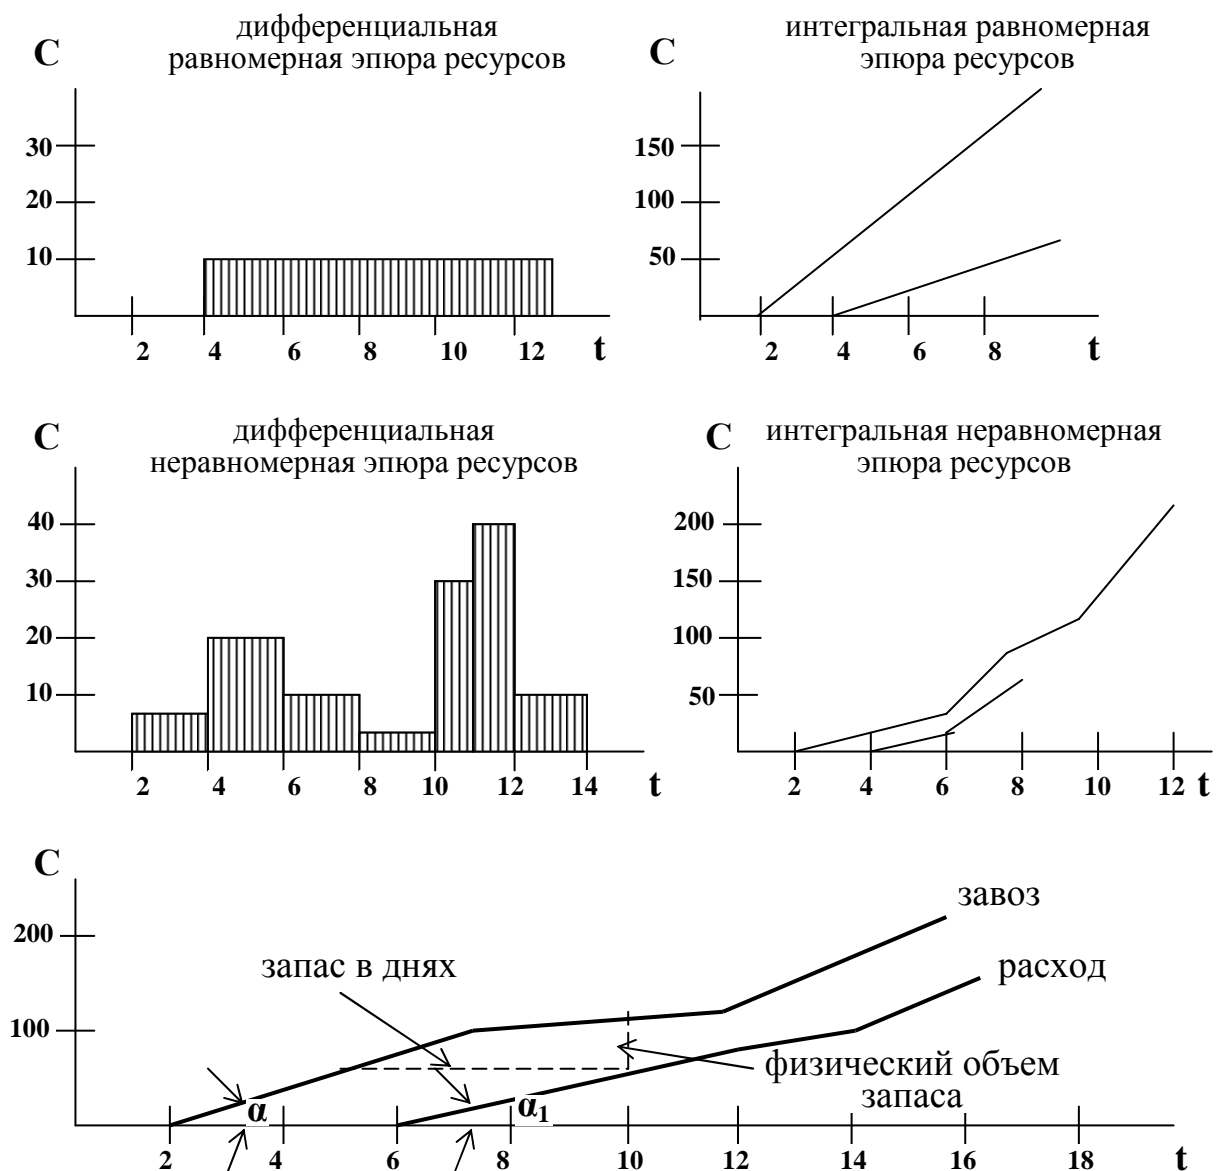 дифференциальная
равномерная эпюра ресурсов
С
30
20
10
2 4 6 8 10 12 t
интегральная равномерная
эпюра ресурсов
С
150
100
50
2 4 6 8 t
дифференциальная
неравномерная эпюра ресурсов
С
40
30
20
10
2 4 6 8 10 12 14 t
интегральная неравномерная
эпюра ресурсов
С
200
150
100
50
2 4 6 8 10 12 t
С
200
100
завоз
запас в днях
расход
физический объем
запаса
α
α1
2 4 6 8 10 12 14 16 18 t